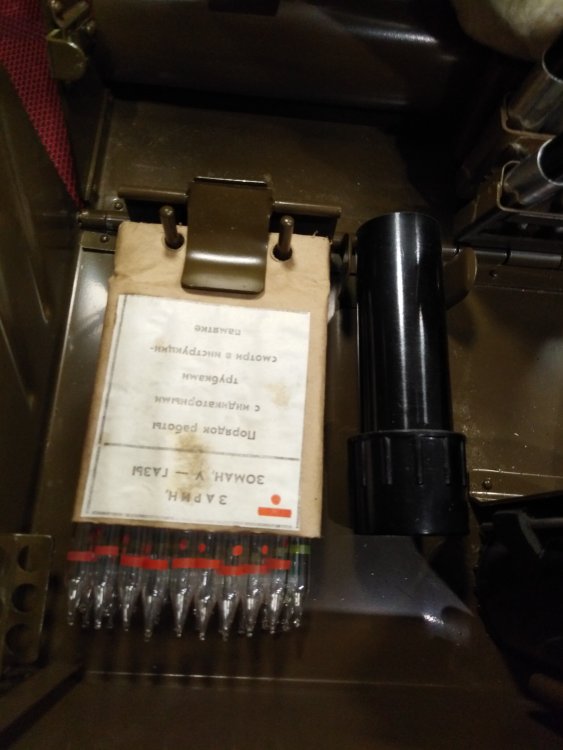 ЗАРИН,
ЗОМАН, V — ГАЗЫ
Порядок работы
с индикаторными
трубками
смотри в инструкции-
памятке